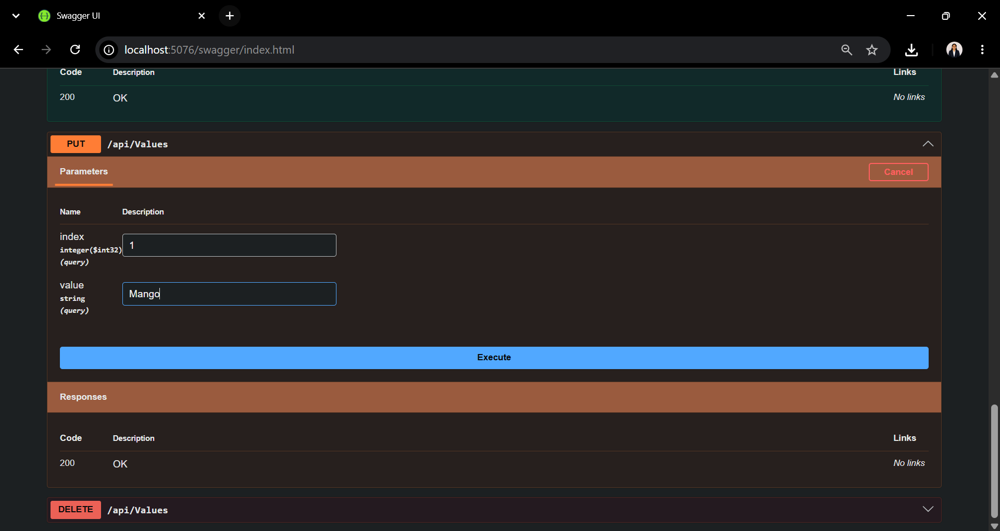 Swagger UI
localhost:5076/swagger/index.html
Code Description Links
200 OK No links
PUT /api/Values
Parameters Cancel
Name Description
index
integer($int32)
(query)
1
value
string
(query)
Mango
Execute
Responses
Code Description Links
200 OK No links
DELETE /api/Values